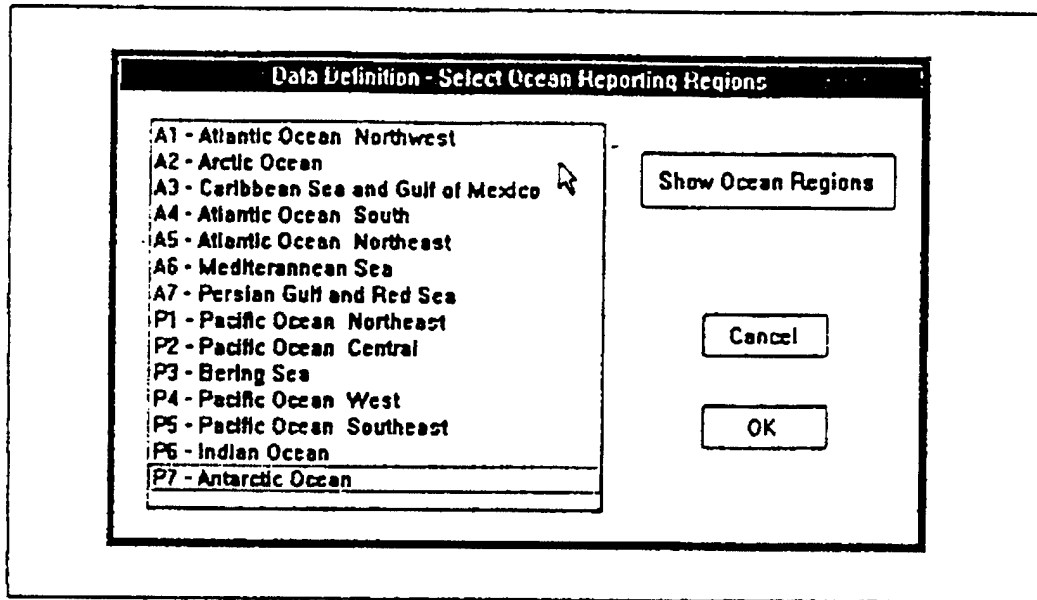 Data Definition - Select Ocean Reporting Regions
A1 - Atlantic Ocean Northwest
A2 - Arctic Ocean
A3 - Caribbean Sea and Gulf of Mexico
A4 - Atlantic Ocean South
A5 - Atlantic Ocean Northeast
A6 - Mediterannean Sea
A7 - Persian Gulf and Red Sea
P1 - Pacific Ocean Northeast
P2 - Pacific Ocean Central
P3 - Bering Sea
P4 - Pacific Ocean West
P5 - Pacific Ocean Southeast
P6 - Indian Ocean
P7 - Antarctic Ocean
Show Ocean Regions
Cancel
OK